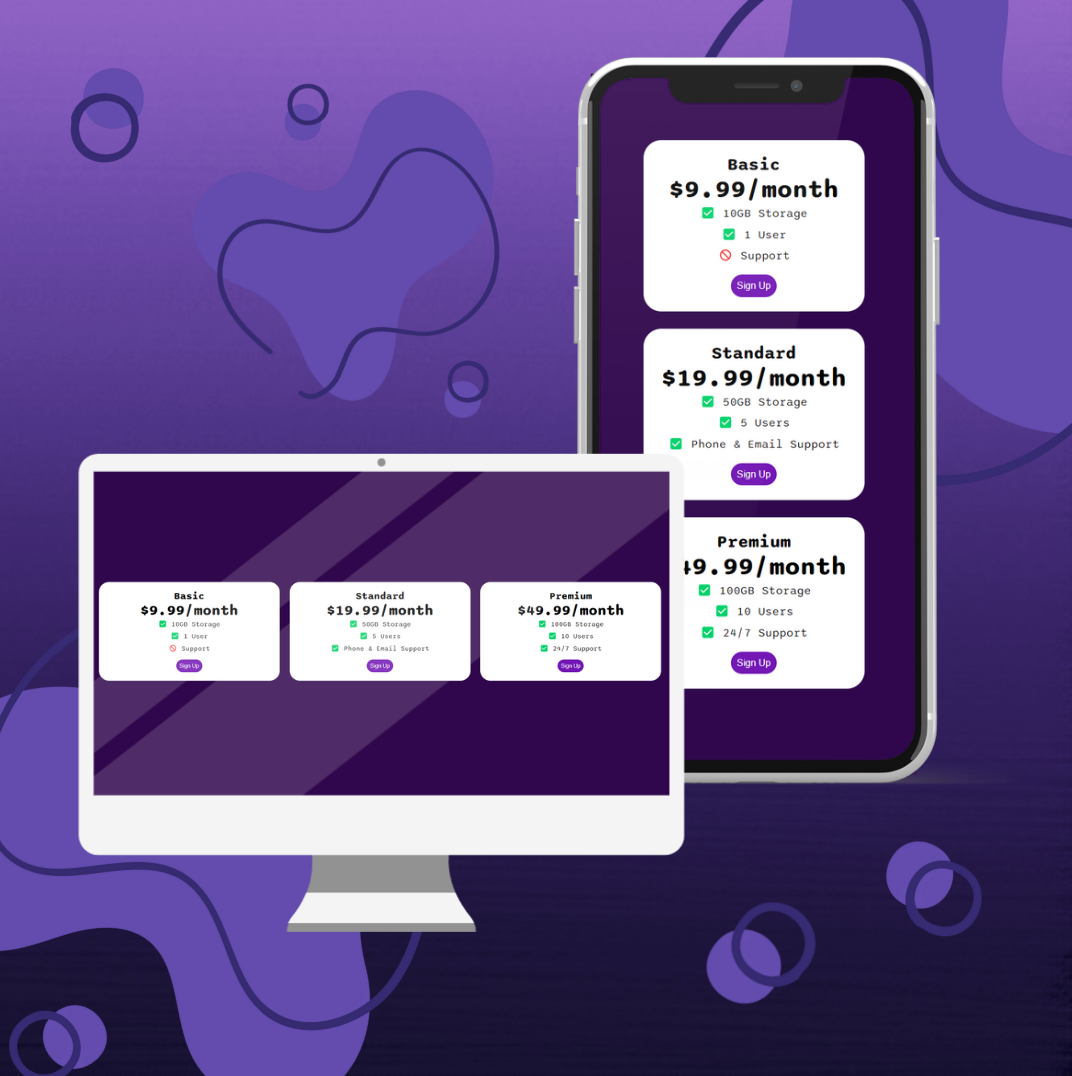 Basic
$9.99/month
✅ 10GB Storage
✅ 1 User
🚫 Support
Sign Up
Standard
$19.99/month
✅ 50GB Storage
✅ 5 Users
✅ Phone & Email Support
Sign Up
Premium
49.99/month
✅ 100GB Storage
✅ 10 Users
✅ 24/7 Support
Sign Up
Basic
$9.99/month
✅ 10GB Storage
✅ 1 User
🚫 Support
Sign Up
Standard
$19.99/month
✅ 50GB Storage
✅ 5 Users
✅ Phone & Email Support
Sign Up
Premium
$49.99/month
✅ 100GB Storage
✅ 10 Users
✅ 24/7 Support
Sign Up